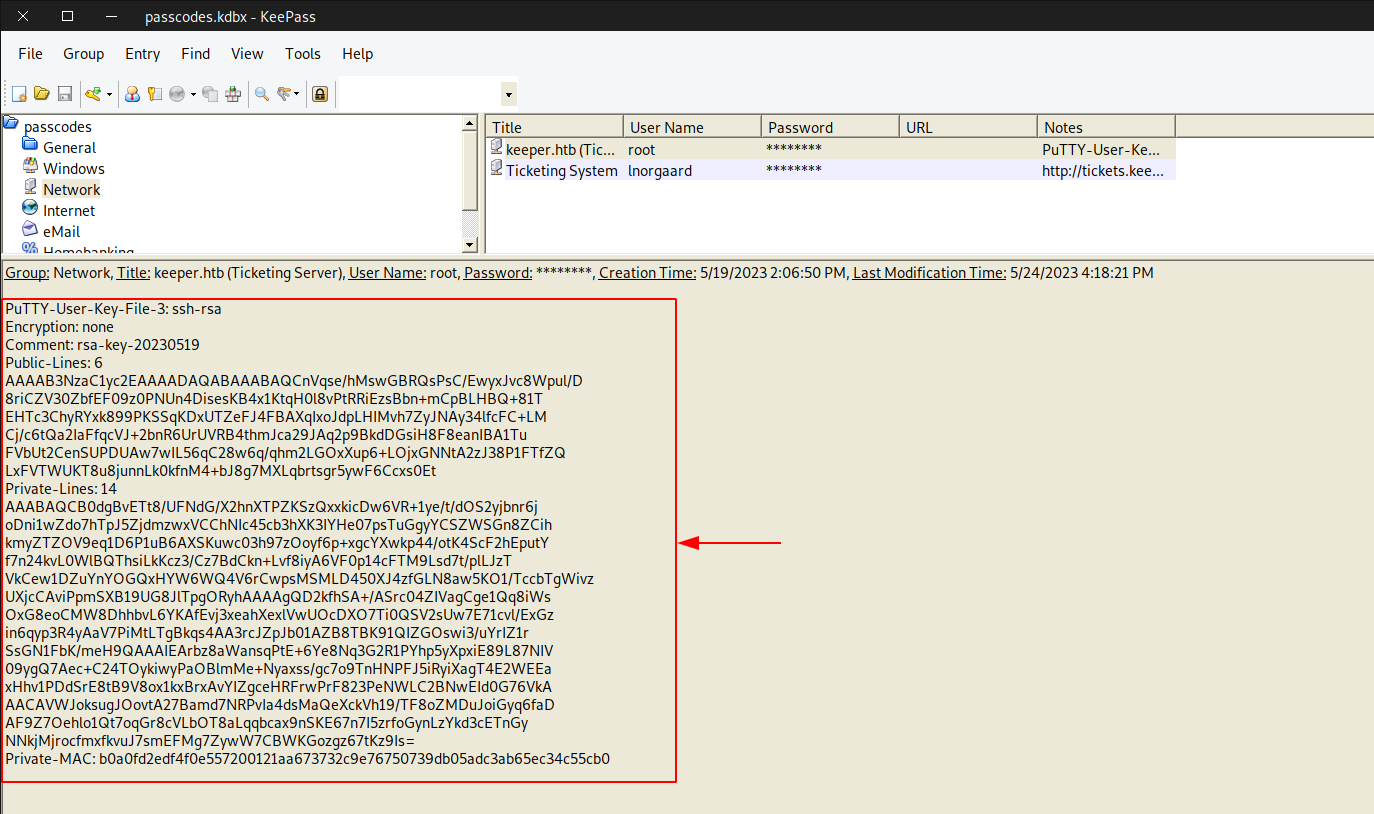 passcodes.kdbx - KeePass
File Group Entry Find View Tools Help
passcodes
General
Windows
Network
Internet
eMail
Homebanking
Title User Name Password URL Notes
keeper.htb (Tic... root ******** PuTTY-User-Ke...
Ticketing System lnorgaard ******** http://tickets.kee...
Group: Network, Title: keeper.htb (Ticketing Server), User Name: root, Password: ********, Creation Time: 5/19/2023 2:06:50 PM, Last Modification Time: 5/24/2023 4:18:21 PM
PuTTY-User-Key-File-3: ssh-rsa
Encryption: none
Comment: rsa-key-20230519
Public-Lines: 6
AAAAB3NzaC1yc2EAAAADAQABAAABAQCnVqse/hMswGBRQsPsC/EwyxJvc8Wpul/D
8riCZV30ZbfEF09z0PNUn4DisesKB4x1KtqH0l8vPtRRiEzsBbn+mCpBLHBQ+81T
EHTc3ChyRYxk899PKSSqKDxUTZeFJ4FBAXqIxoJdpLHIMvh7ZyJNAy34lfcFC+LM
Cj/c6tQa2IaFfqcVJ+2bnR6UrUVRB4thmJca29JAq2p9BkdDGsiH8F8eanIBA1Tu
FVbUt2CenSUPDUAw7wIL56qC28w6q/qhm2LGOxXup6+LOjxGNNtA2zJ38P1FTfZQ
LxFVTWUKT8u8junnLk0kfnM4+bJ8g7MXLqbrtsgr5ywF6Ccxs0Et
Private-Lines: 14
AAABAQCB0dgBvETt8/UFNdG/X2hnXTPZKSzQxxkicDw6VR+1ye/t/dOS2yjbnr6j
oDni1wZdo7hTpJ5ZjdmzwxVCChNIc45cb3hXK3IYHe07psTuGgyYCSZWSGn8ZCih
kmyZTZOV9eq1D6P1uB6AXSKuwc03h97zOoyf6p+xgcYXwkp44/otK4ScF2hEputY
f7n24kvL0WlBQThsiLkKcz3/Cz7BdCkn+Lvf8iyA6VF0p14cFTM9Lsd7t/plLJzT
VkCew1DZuYnYOGQxHYW6WQ4V6rCwpsMSMLD450XJ4zfGLN8aw5KO1/TccbTgWivz
UXjcCAviPpmSXB19UG8JlTpgORyhAAAAgQD2kfhSA+/ASrc04ZIVagCge1Qq8iWs
OxG8eoCMW8DhhbvL6YKAfEvj3xeahXexlVwUOcDXO7Ti0QSV2sUw7E71cvl/ExGz
in6qyp3R4yAaV7PiMtLTgBkqs4AA3rcJZpJb01AZB8TBK91QIZGOswi3/uYrIZ1r
SsGN1FbK/meH9QAAAIEArbz8aWansqPtE+6Ye8Nq3G2R1PYhp5yXpxiE89L87NIV
09ygQ7Aec+C24TOykiwyPaOBlmMe+Nyaxss/gc7o9TnHNPFJ5iRyiXagT4E2WEEa
xHhv1PDdSrE8tB9V8ox1kxBrxAvYIZgceHRFrwPrF823PeNWLC2BNwEId0G76VkA
AACAVWJoksugJOovtA27Bamd7NRPvIa4dsMaQeXckVh19/TF8oZMDuJoiGyq6faD
AF9Z7Oehlo1Qt7oqGr8cVLbOT8aLqqbcax9nSKE67n7I5zrfoGynLzYkd3cETnGy
NNkjMjrocfmxfkvuJ7smEFMg7ZywW7CBWKGozgz67tKz9Is=
Private-MAC: b0a0fd2edf4f0e557200121aa673732c9e76750739db05adc3ab65ec34c55cb0